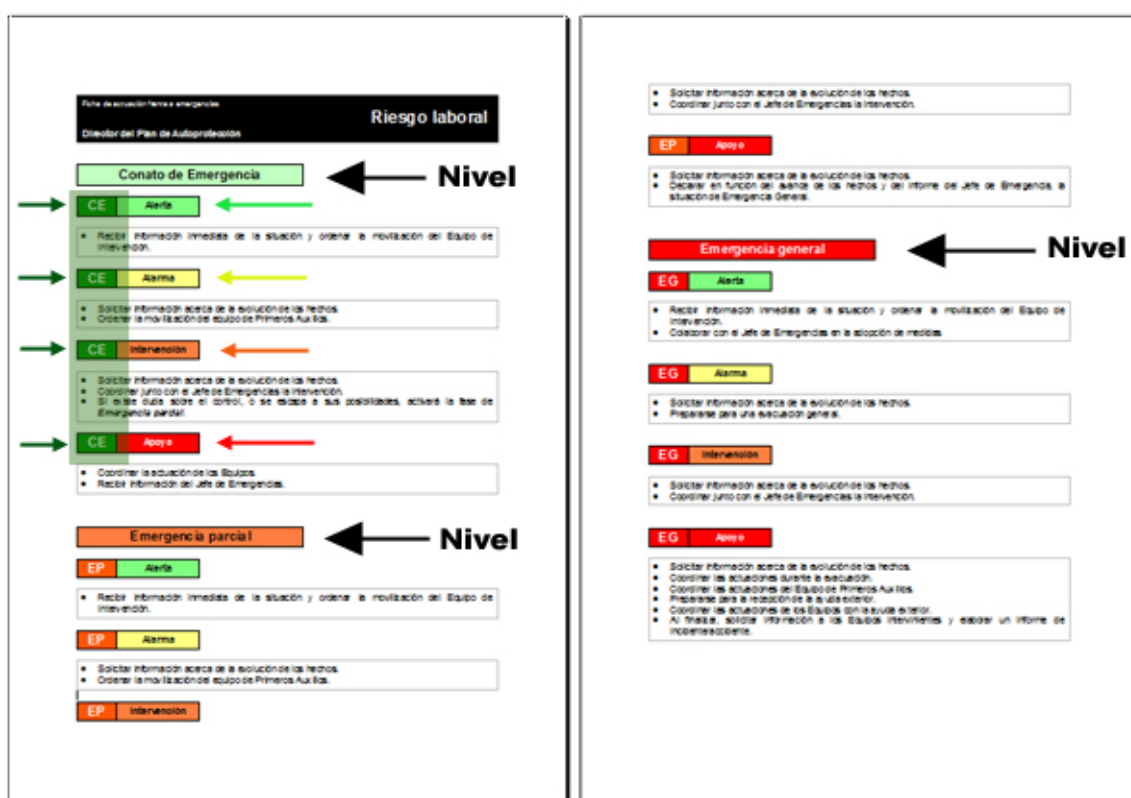 Ficha de actuación frente a emergencias
Riesgo laboral
Director del Plan de Autoprotección
Conato de Emergencia
Nivel
CE Alerta
Recibir información inmediata de la situación y ordenar la movilización del Equipo de
Intervención.
CE Alarma
Solicitar información acerca de la evolución de los hechos.
Ordenar la movilización del equipo de Primeros Auxilios.
CE Intervención
Solicitar información acerca de la evolución de los hechos.
Coordinar junto con el Jefe de Emergencias la intervención.
Si existe duda sobre el control, o se escapa a sus posibilidades, activará la fase de
Emergencia parcial.
CE Apoyo
Coordinar la actuación de los Equipos.
Recibir información del Jefe de Emergencias.
Emergencia parcial
Nivel
EP Alerta
Recibir información inmediata de la situación y ordenar la movilización del Equipo de
Intervención.
EP Alarma
Solicitar información acerca de la evolución de los hechos.
Ordenar la movilización del equipo de Primeros Auxilios.
EP Intervención
Solicitar información acerca de la evolución de los hechos.
Coordinar junto con el Jefe de Emergencias la intervención.
EP Apoyo
Solicitar información acerca de la evolución de los hechos.
Declarar en función del avance de los hechos y del informe del Jefe de Emergencia, la
situación de Emergencia General.
Emergencia general
Nivel
EG Alerta
Recibir información inmediata de la situación y ordenar la movilización del Equipo de
Intervención.
Colaborar con el Jefe de Emergencias en la adopción de medidas.
EG Alarma
Solicitar información acerca de la evolución de los hechos.
Prepararse para una evacuación general.
EG Intervención
Solicitar información acerca de la evolución de los hechos.
Coordinar junto con el Jefe de Emergencias la intervención.
EG Apoyo
Solicitar información acerca de la evolución de los hechos.
Coordinar las actuaciones durante la evacuación.
Coordinar las actuaciones del Equipo de Primeros Auxilios.
Prepararse para la recepción de la ayuda exterior.
Coordinar las actuaciones de los Equipos con la ayuda exterior.
Al finalizar, solicitar información a los Equipos intervinientes y elaborar un informe de
incidente/accidente.